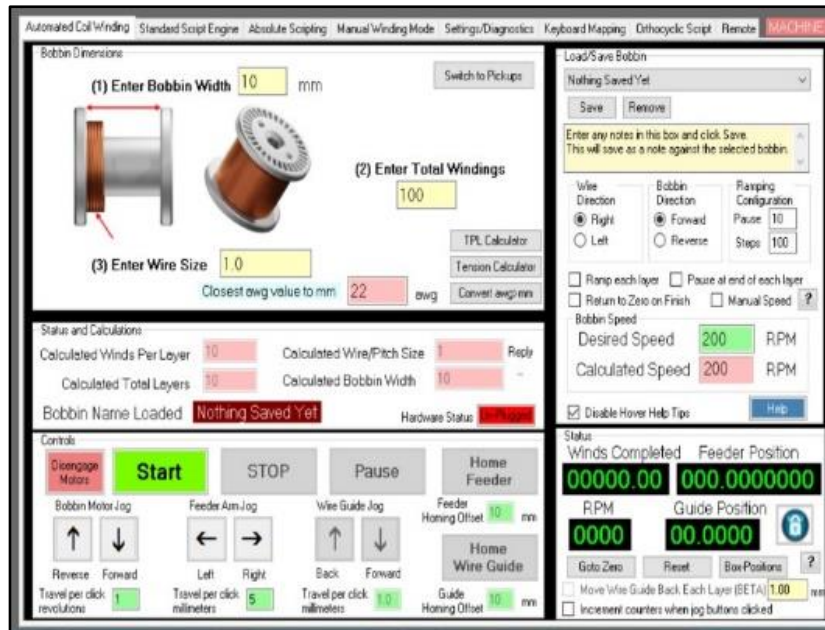 Automated Coil Winding Standard Script Engine Absolute Scripting Manual Winding Mode Settings/Diagnostics Keyboard Mapping Orthocyclic Script Remote MACHINE
Bobbin Dimensions
(1) Enter Bobbin Width 10 mm
Switch to Pickups
(2) Enter Total Windings
100
(3) Enter Wire Size 1.0
Closest awg value to mm 22 awg
TPL Calculator
Tension Calculator
Convert awg>mm
Load/Save Bobbin
Nothing Saved Yet
Save Remove
Enter any notes in this box and click Save.
This will save as a note against the selected bobbin.
Wire Direction
Right
Left
Bobbin Direction
Forward
Reverse
Ramping Configuration
Pause 10
Steps 100
Ramp each layer Pause at end of each layer
Return to Zero on Finish Manual Speed ?
Bobbin Speed
Desired Speed 200 RPM
Calculated Speed 200 RPM
Disable Hover Help Tips Help
Status and Calculations
Calculated Winds Per Layer 10 Calculated Wire/Pitch Size 1 Reply
Calculated Total Layers 10 Calculated Bobbin Width 10
Bobbin Name Loaded Nothing Saved Yet Hardware Status Un-Plugged
Controls
Disengage Motors Start STOP Pause Home Feeder
Bobbin Motor Jog Feeder Arm Jog Wire Guide Jog Feeder Homing Offset 10 mm
Reverse Forward Left Right Back Forward
Home Wire Guide
Travel per click revolutions 1 Travel per click millimeters 5 Travel per click millimeters 1.0 Guide Homing Offset 10 mm
Status
Winds Completed Feeder Position
00000.00 000.0000000
RPM Guide Position
0000 00.0000
Goto Zero Reset Box-Positions ?
Move Wire Guide Back Each Layer (BETA) 1.00 mm
Increment counters when jog buttons clicked